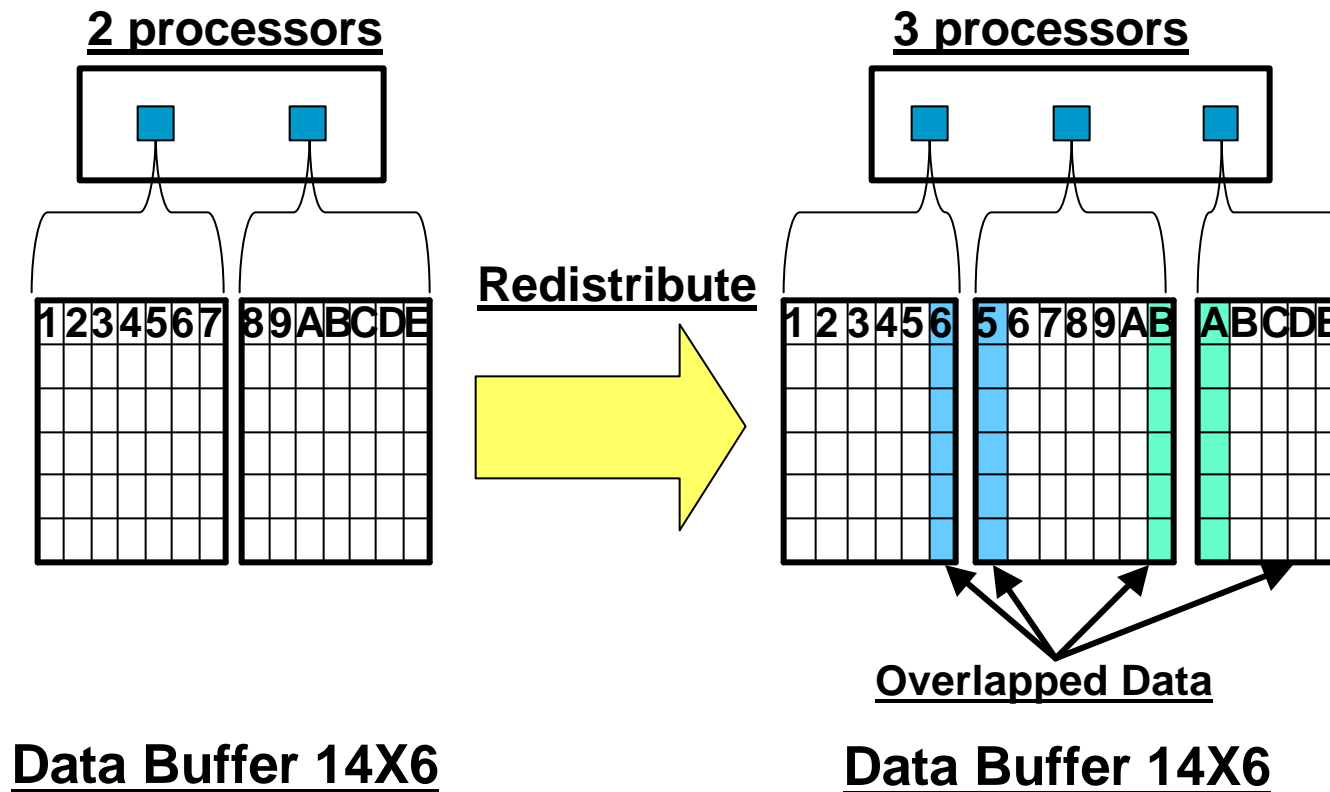 2 processors
3 processors
Redistribute
1234567
89ABCDE
123456
56789AB
ABCDE
Overlapped Data
Data Buffer 14X6
Data Buffer 14X6